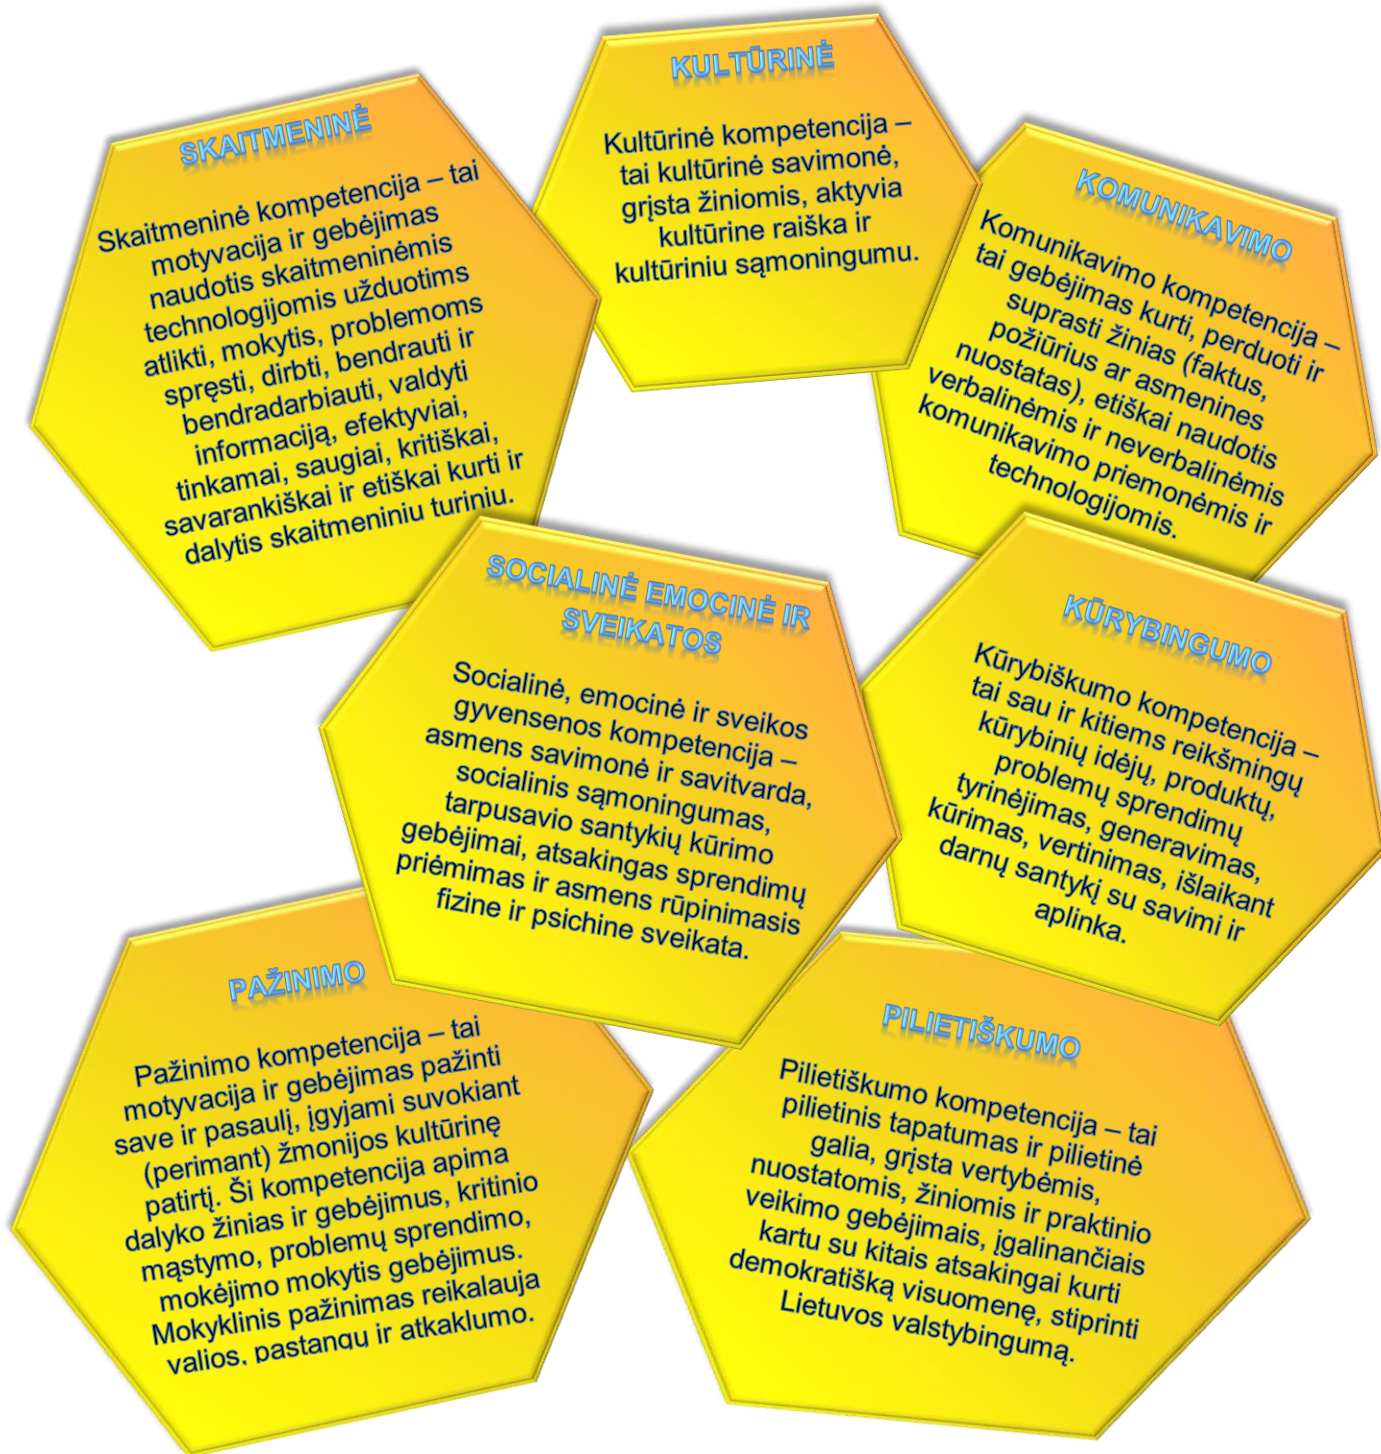 SKAITMENINĖ
Skaitmeninė kompetencija – tai
motyvacija ir gebėjimas
naudotis skaitmeninėmis
technologijomis užduotims
atlikti, mokytis, problemoms
spręsti, dirbti, bendrauti ir
bendradarbiauti, valdyti
informaciją, efektyviai,
tinkamai, saugiai, kritiškai,
savarankiškai ir etiškai kurti ir
dalytis skaitmeniniu turiniu.
KULTŪRINĖ
Kultūrinė kompetencija –
tai kultūrinė savimonė,
grįsta žiniomis, aktyvia
kultūrine raiška ir
kultūriniu sąmoningumu.
KOMUNIKAVIMO
Komunikavimo kompetencija –
tai gebėjimas kurti, perduoti ir
suprasti žinias (faktus,
požiūrius ar asmenines
nuostatas), etiškai naudotis
verbalinėmis ir neverbalinėmis
komunikavimo priemonėmis ir
technologijomis.
SOCIALINĖ EMOCINĖ IR
SVEIKATOS
Socialinė, emocinė ir sveikos
gyvensenos kompetencija –
asmens savimonė ir savitvarda,
socialinis sąmoningumas,
tarpusavio santykių kūrimo
gebėjimai, atsakingas sprendimų
priėmimas ir asmens rūpinimasis
fizine ir psichine sveikata.
KŪRYBINGUMO
Kūrybiškumo kompetencija –
tai sau ir kitiems reikšmingų
kūrybinių idėjų, produktų,
problemų sprendimų
tyrinėjimas, generavimas,
kūrimas, vertinimas, išlaikant
darnų santykį su savimi ir
aplinka.
PAŽINIMO
Pažinimo kompetencija – tai
motyvacija ir gebėjimas pažinti
save ir pasaulį, įgyjami suvokiant
(perimant) žmonijos kultūrinę
patirtį. Ši kompetencija apima
dalyko žinias ir gebėjimus, kritinio
mąstymo, problemų sprendimo,
mokėjimo mokytis gebėjimus.
Mokyklinis pažinimas reikalauja
valios, pastangų ir atkaklumo.
PILIETIŠKUMO
Pilietiškumo kompetencija – tai
pilietinis tapatumas ir pilietinė
galia, grįsta vertybėmis,
nuostatomis, žiniomis ir praktinio
veikimo gebėjimais, įgalinančiais
kartu su kitais atsakingai kurti
demokratišką visuomenę, stiprinti
Lietuvos valstybingumą.